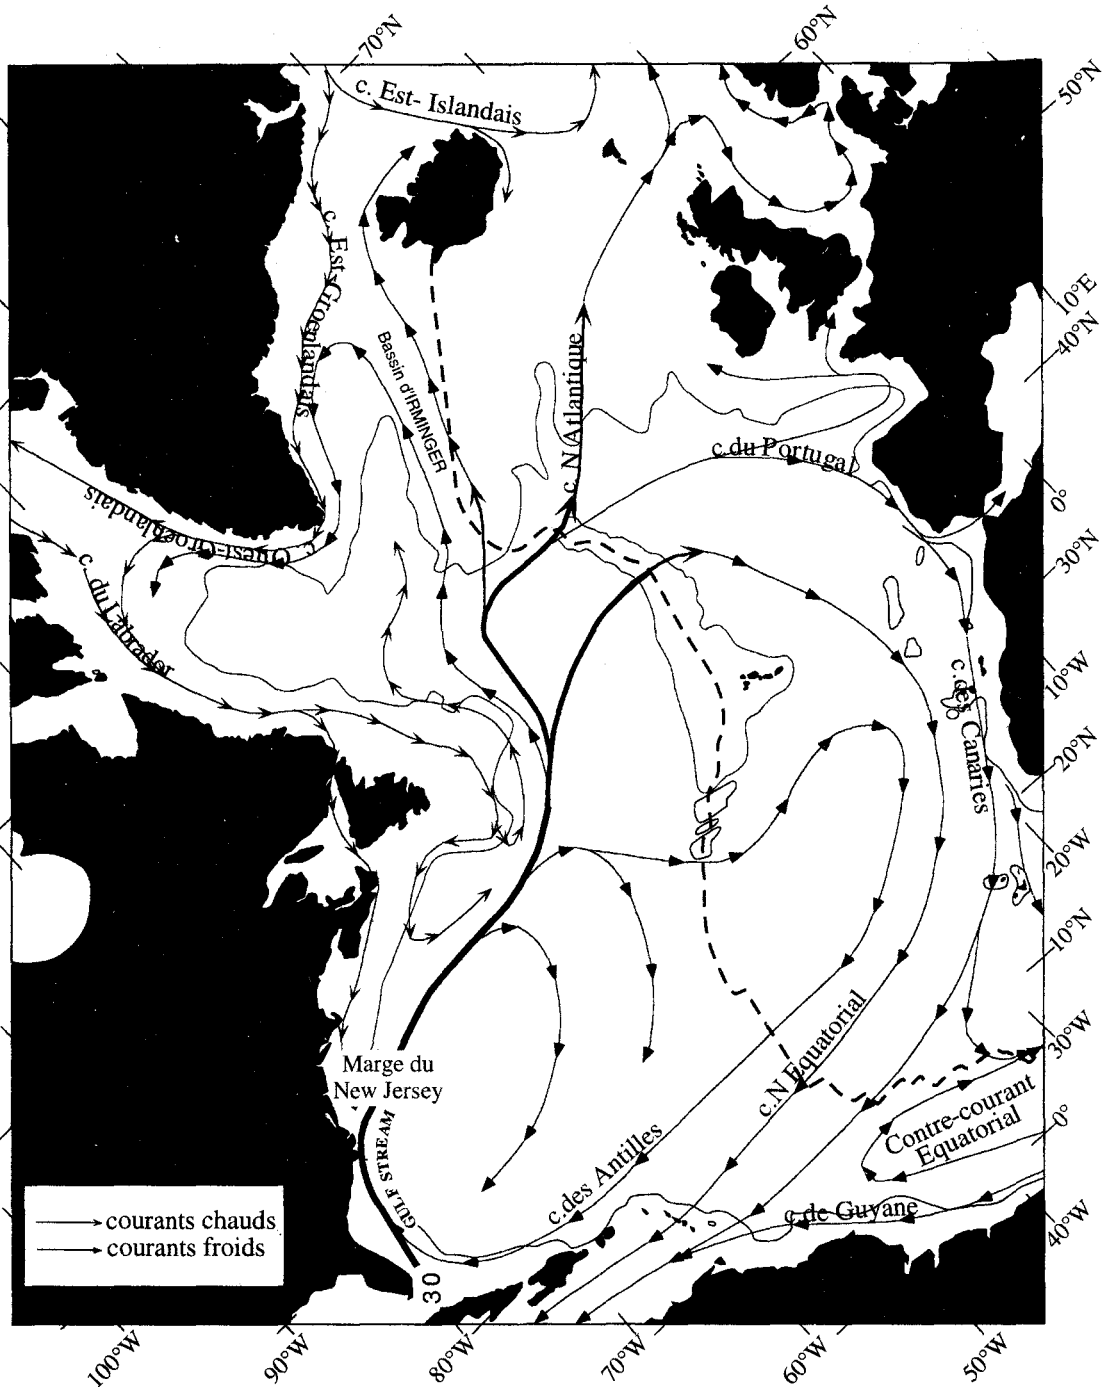 70°N
60°N
50°N
c. Est- Islandais
c. Est-Groenlandais
10°E
40°N
Bassin d'IRMINGER
c. N Atlantique
c.du Portugal
0°
c. Ouest-Groenlandais
c. du Labrador
30°N
10°W
c.des Canaries
20°N
20°W
10°N
30°W
Marge du
New Jersey
c.N Equatorial
Contre-courant
Equatorial
0°
GULF STREAM
c.des Antilles
c.de Guyane
40°W
courants chauds
courants froids
30
100°W
90°W
80°W
70°W
60°W
50°W